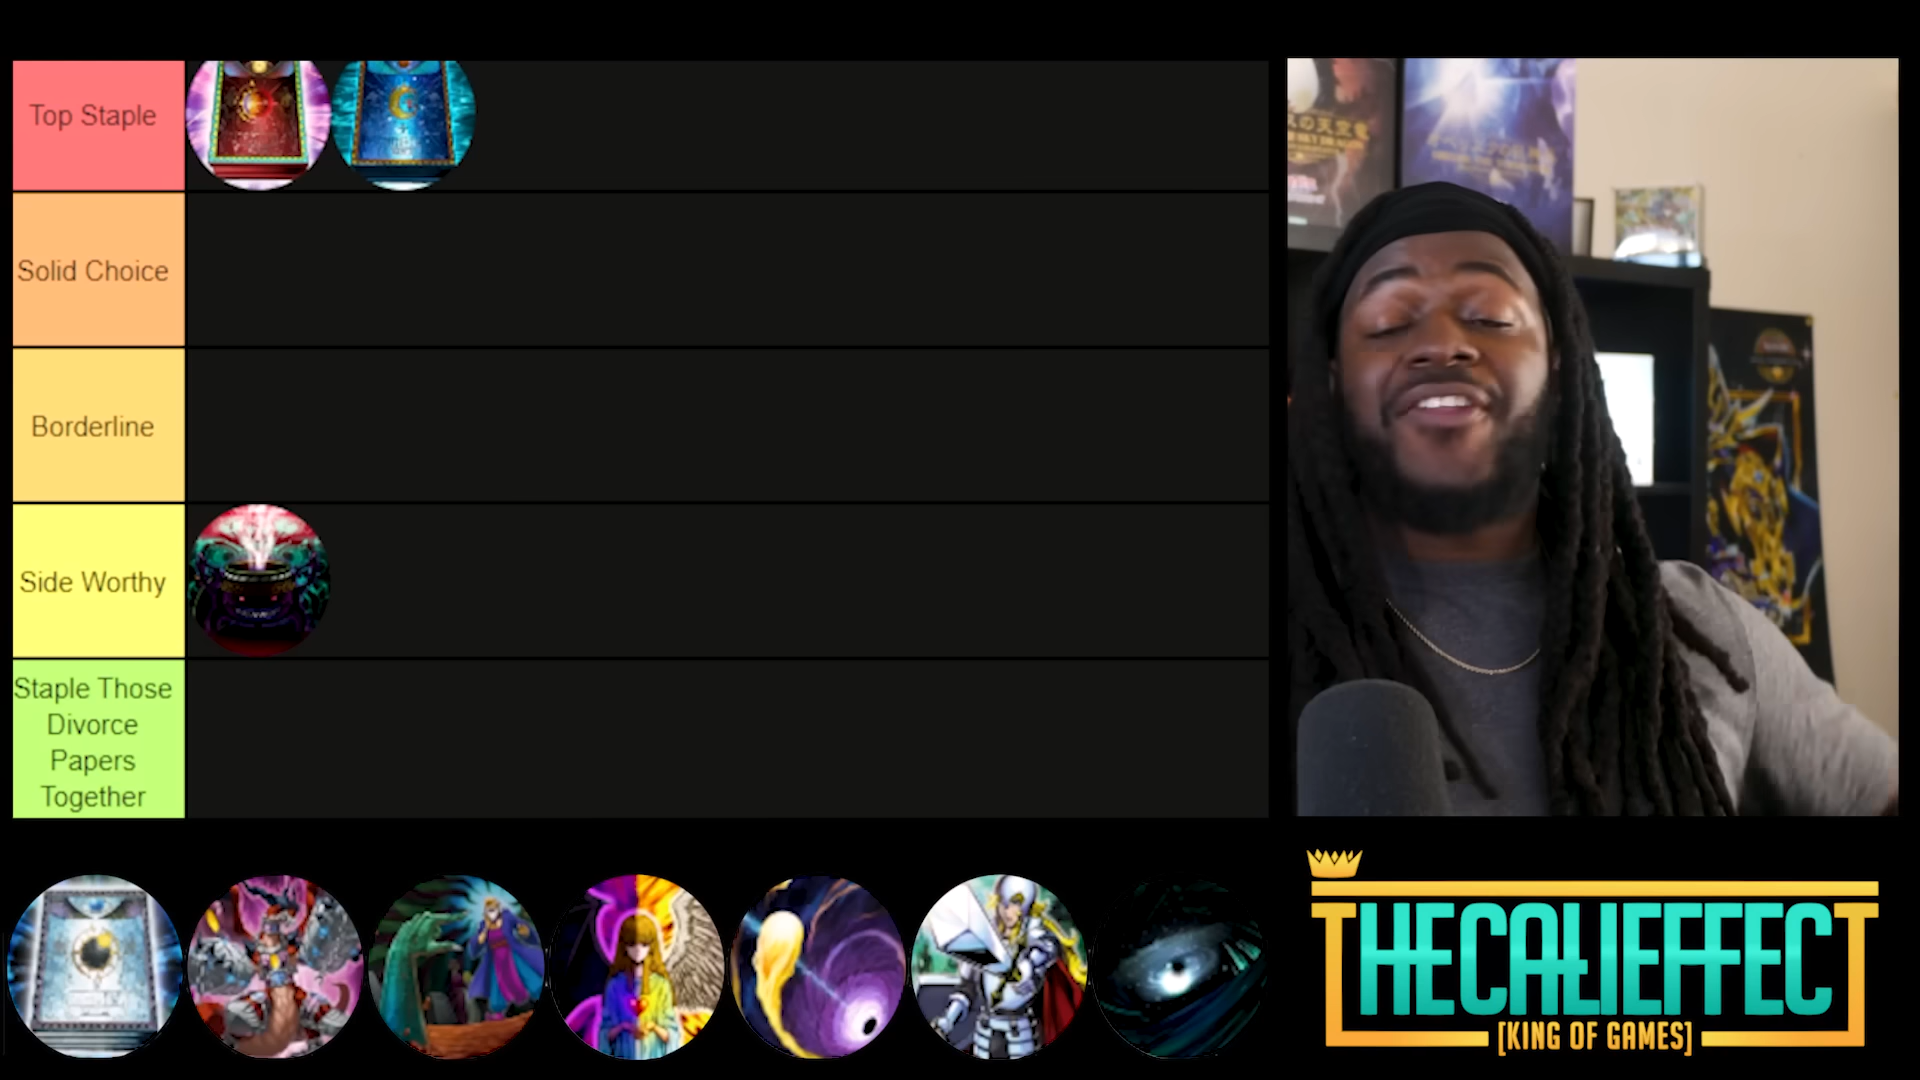 Top Staple
Solid Choice
Borderline
Side Worthy
Staple Those
Divorce
Papers
Together
THECALIEFFECT
[KING OF GAMES]